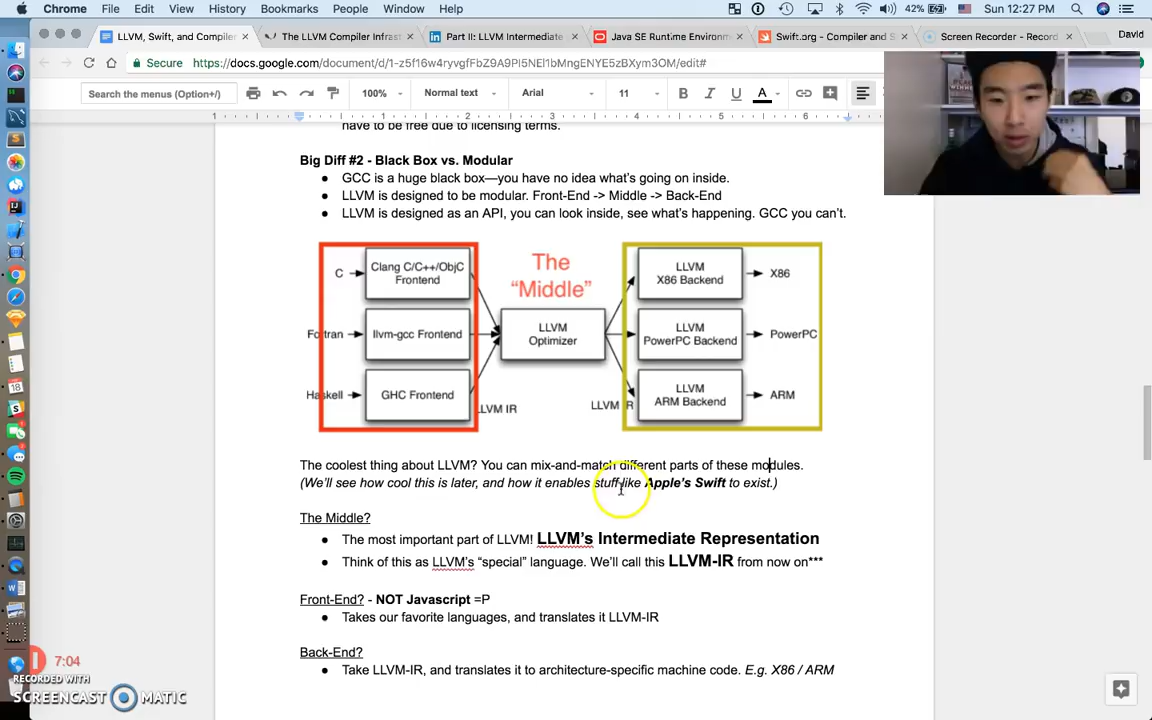 Chrome File Edit View History Bookmarks People Window Help 42% Sun 12:27 PM
LLVM, Swift, and Compiler × The LLVM Compiler Infrast × Part II: LLVM Intermediate × Java SE Runtime Environm × Swift.org - Compiler and S × Screen Recorder - Record × David
Secure https://docs.google.com/document/d/1-z5f16w4ryvgfFbZ9A9PI5NEl1bMngENYE5zBXym3OM/edit#
Search the menus (Option+/) 100% Normal text Arial 11 B I U A
1 1 2 3 4 5 6
have to be free due to licensing terms.
Big Diff #2 - Black Box vs. Modular
● GCC is a huge black box—you have no idea what's going on inside.
● LLVM is designed to be modular. Front-End -> Middle -> Back-End
● LLVM is designed as an API, you can look inside, see what's happening. GCC you can't.
C
Clang C/C++/ObjC
Frontend
The
"Middle"
LLVM
X86 Backend
X86
Fortran
llvm-gcc Frontend
LLVM
Optimizer
LLVM
PowerPC Backend
PowerPC
Haskell
GHC Frontend
LLVM IR
LLVM IR
LLVM
ARM Backend
ARM
The coolest thing about LLVM? You can mix-and-match different parts of these modules.
(We'll see how cool this is later, and how it enables stuff like Apple's Swift to exist.)
The Middle?
● The most important part of LLVM! LLVM's Intermediate Representation
● Think of this as LLVM's "special" language. We'll call this LLVM-IR from now on***
Front-End? - NOT Javascript =P
● Takes our favorite languages, and translates it LLVM-IR
Back-End?
● Take LLVM-IR, and translates it to architecture-specific machine code. E.g. X86 / ARM
7:04
RECORDED WITH
SCREENCAST MATIC